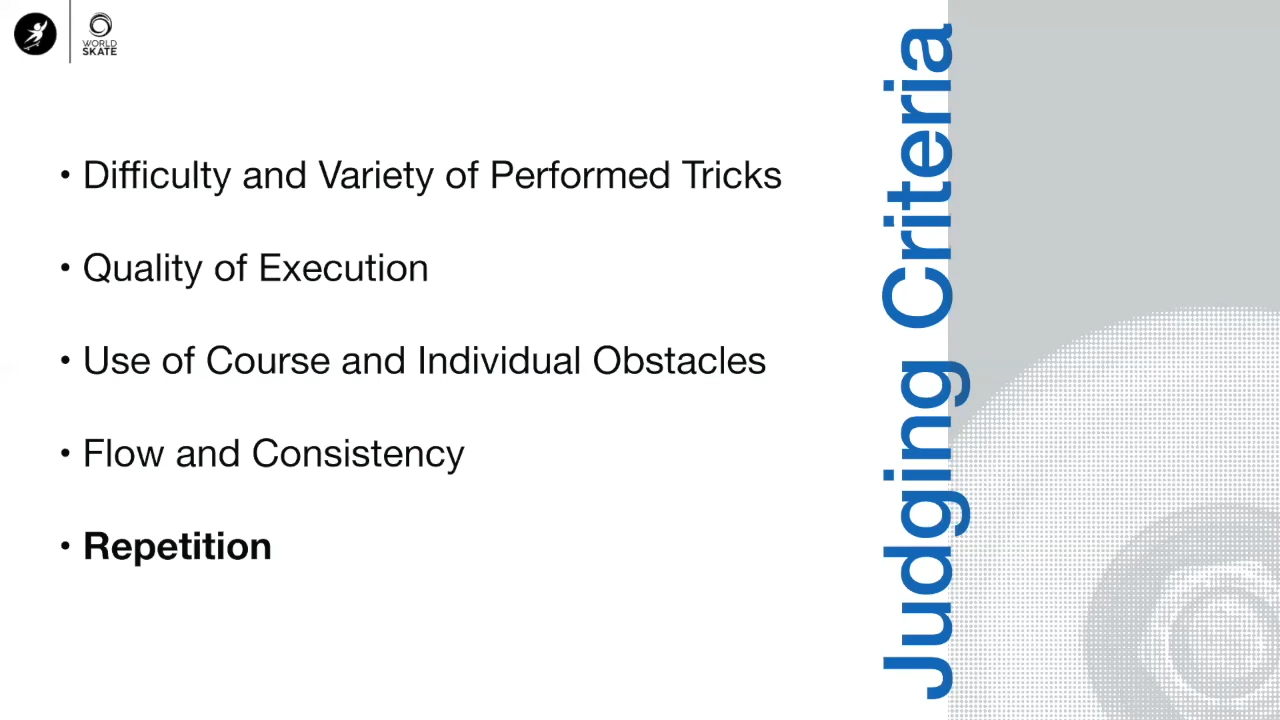 WORLD
SKATE
• Difficulty and Variety of Performed Tricks
• Quality of Execution
• Use of Course and Individual Obstacles
• Flow and Consistency
• Repetition
Judging Criteria